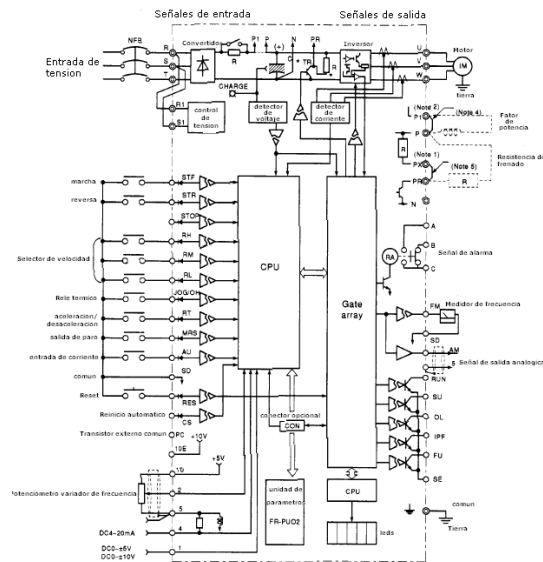 Señales de entrada
Señales de salida
NFB
Convertidor
P1 P (+) N PR
Inversor
Motor
Entrada de tension
R
S
T
R
C
TR
R
U
V
W
IM
tierra
CHARGE
R1
S1
control de tensión
detector de voltaje
detector de corriente
(Note 2)
P1
(Note 4)
Fator de potencia
P
R
(Note 1)
PX
(Note 5)
Resistencia de frenado
PR
R
N
marcha
STF
reversa
STR
STOP
RH
Selector de velocidad
RM
RL
Rele termico
JOG/OH
aceleracion/desaceleracion
RT
salida de paro
MRS
entrada de corriente
AU
comun
SD
Reset
RES
Reinicio automatico
CS
Transistor externo comun
PC
+10V
10E
+5V
10
Potenciometro variador de frecuencia
2
5
DC4~20mA
4
DC0~±5V
DC0~±10V
1
CPU
Gate array
conector opcional
CON
unidad de parametros
FR-PU02
CPU
leds
RA
A
B
C
Señal de alarma
FM
Medidor de frecuencia
SD
AM
5
Señal de salida analogica
RUN
SU
OL
IPF
FU
SE
comun
Tierra